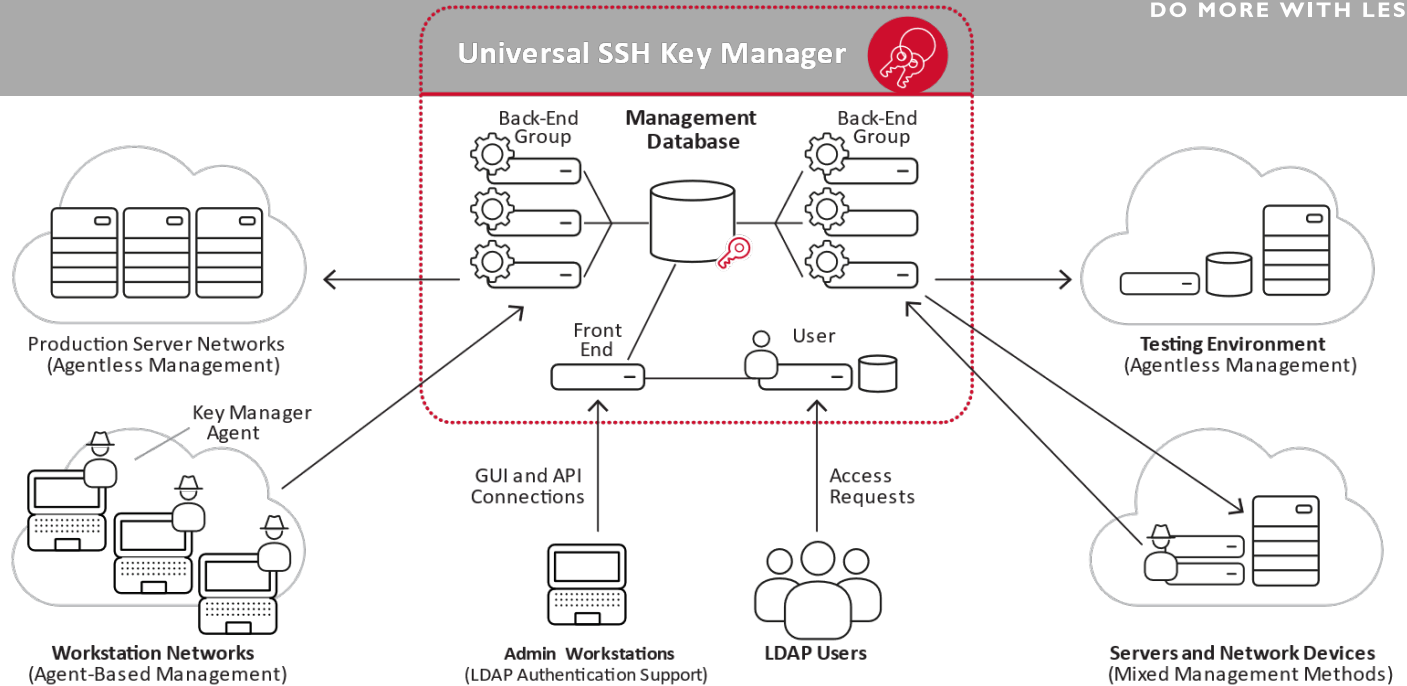 DO MORE WITH LES
Universal SSH Key Manager
Back-End
Group
Management
Database
Back-End
Group
Production Server Networks
(Agentless Management)
Front
End
User
Testing Environment
(Agentless Management)
Key Manager
Agent
GUI and API
Connections
Access
Requests
Workstation Networks
(Agent-Based Management)
Admin Workstations
(LDAP Authentication Support)
LDAP Users
Servers and Network Devices
(Mixed Management Methods)